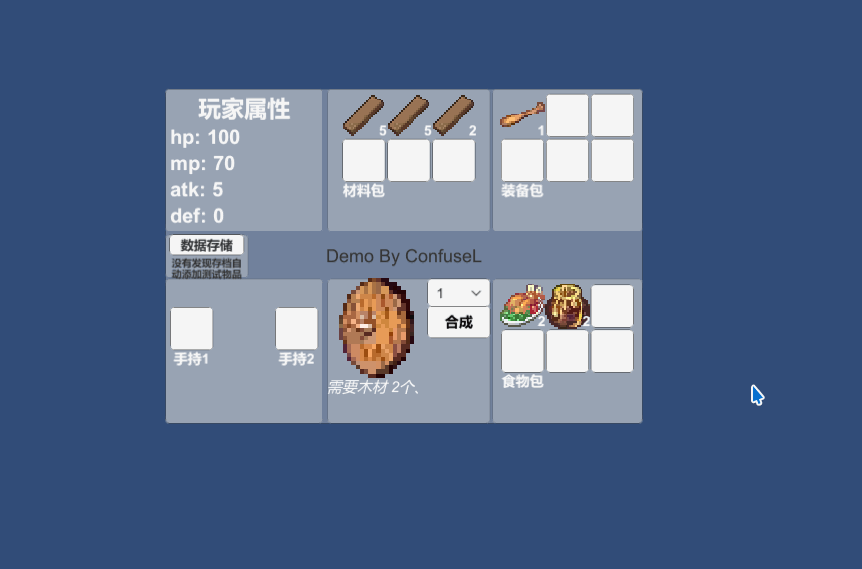 玩家属性
hp: 100
mp: 70
atk: 5
def: 0
5
5
2
材料包
1
装备包
数据存储
没有发现存档自
动添加测试物品
Demo By ConfuseL
手持1
手持2
1
合成
需要木材 2个、
2
2
食物包